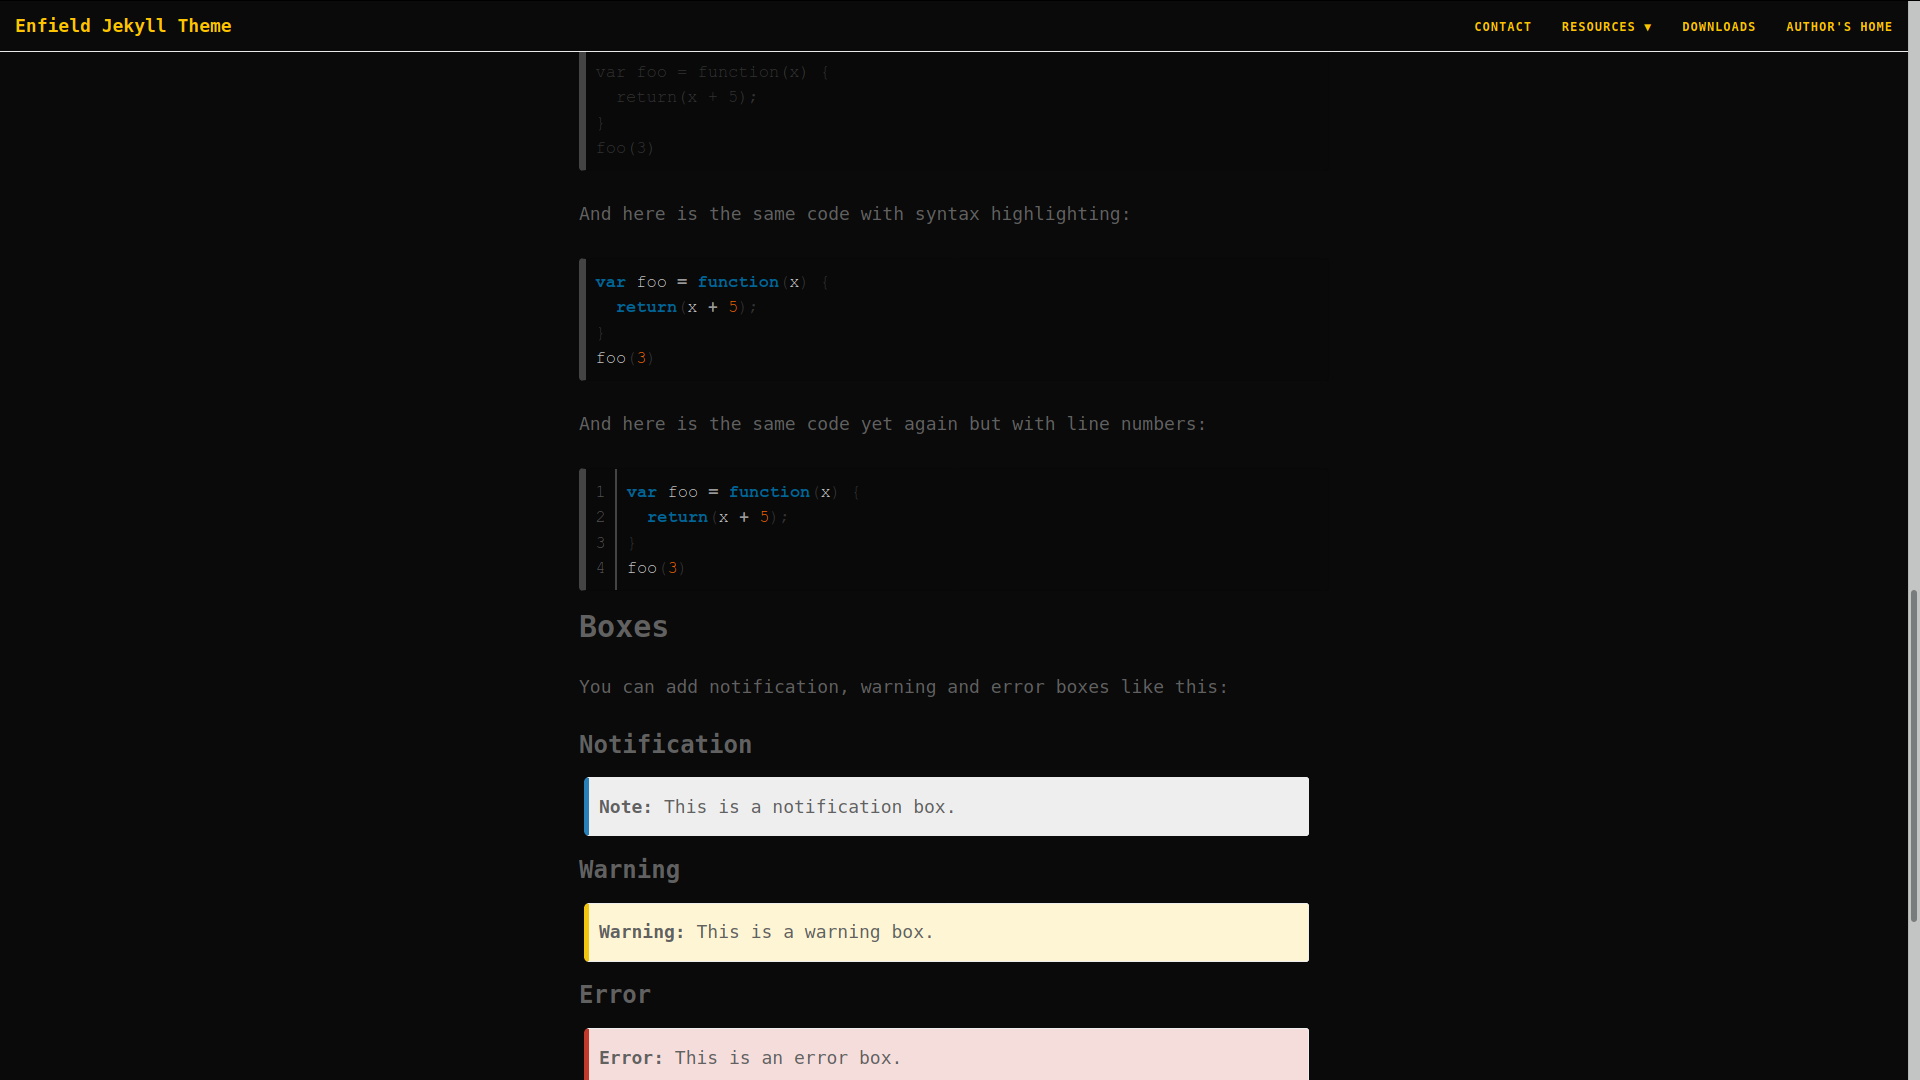 Enfield Jekyll Theme
CONTACT RESOURCES ▼ DOWNLOADS AUTHOR'S HOME
var foo = function(x) {
  return(x + 5);
}
foo(3)
And here is the same code with syntax highlighting:
var foo = function(x) {
  return(x + 5);
}
foo(3)
And here is the same code yet again but with line numbers:
1 var foo = function(x) {
2   return(x + 5);
3 }
4 foo(3)
Boxes
You can add notification, warning and error boxes like this:
Notification
Note: This is a notification box.
Warning
Warning: This is a warning box.
Error
Error: This is an error box.